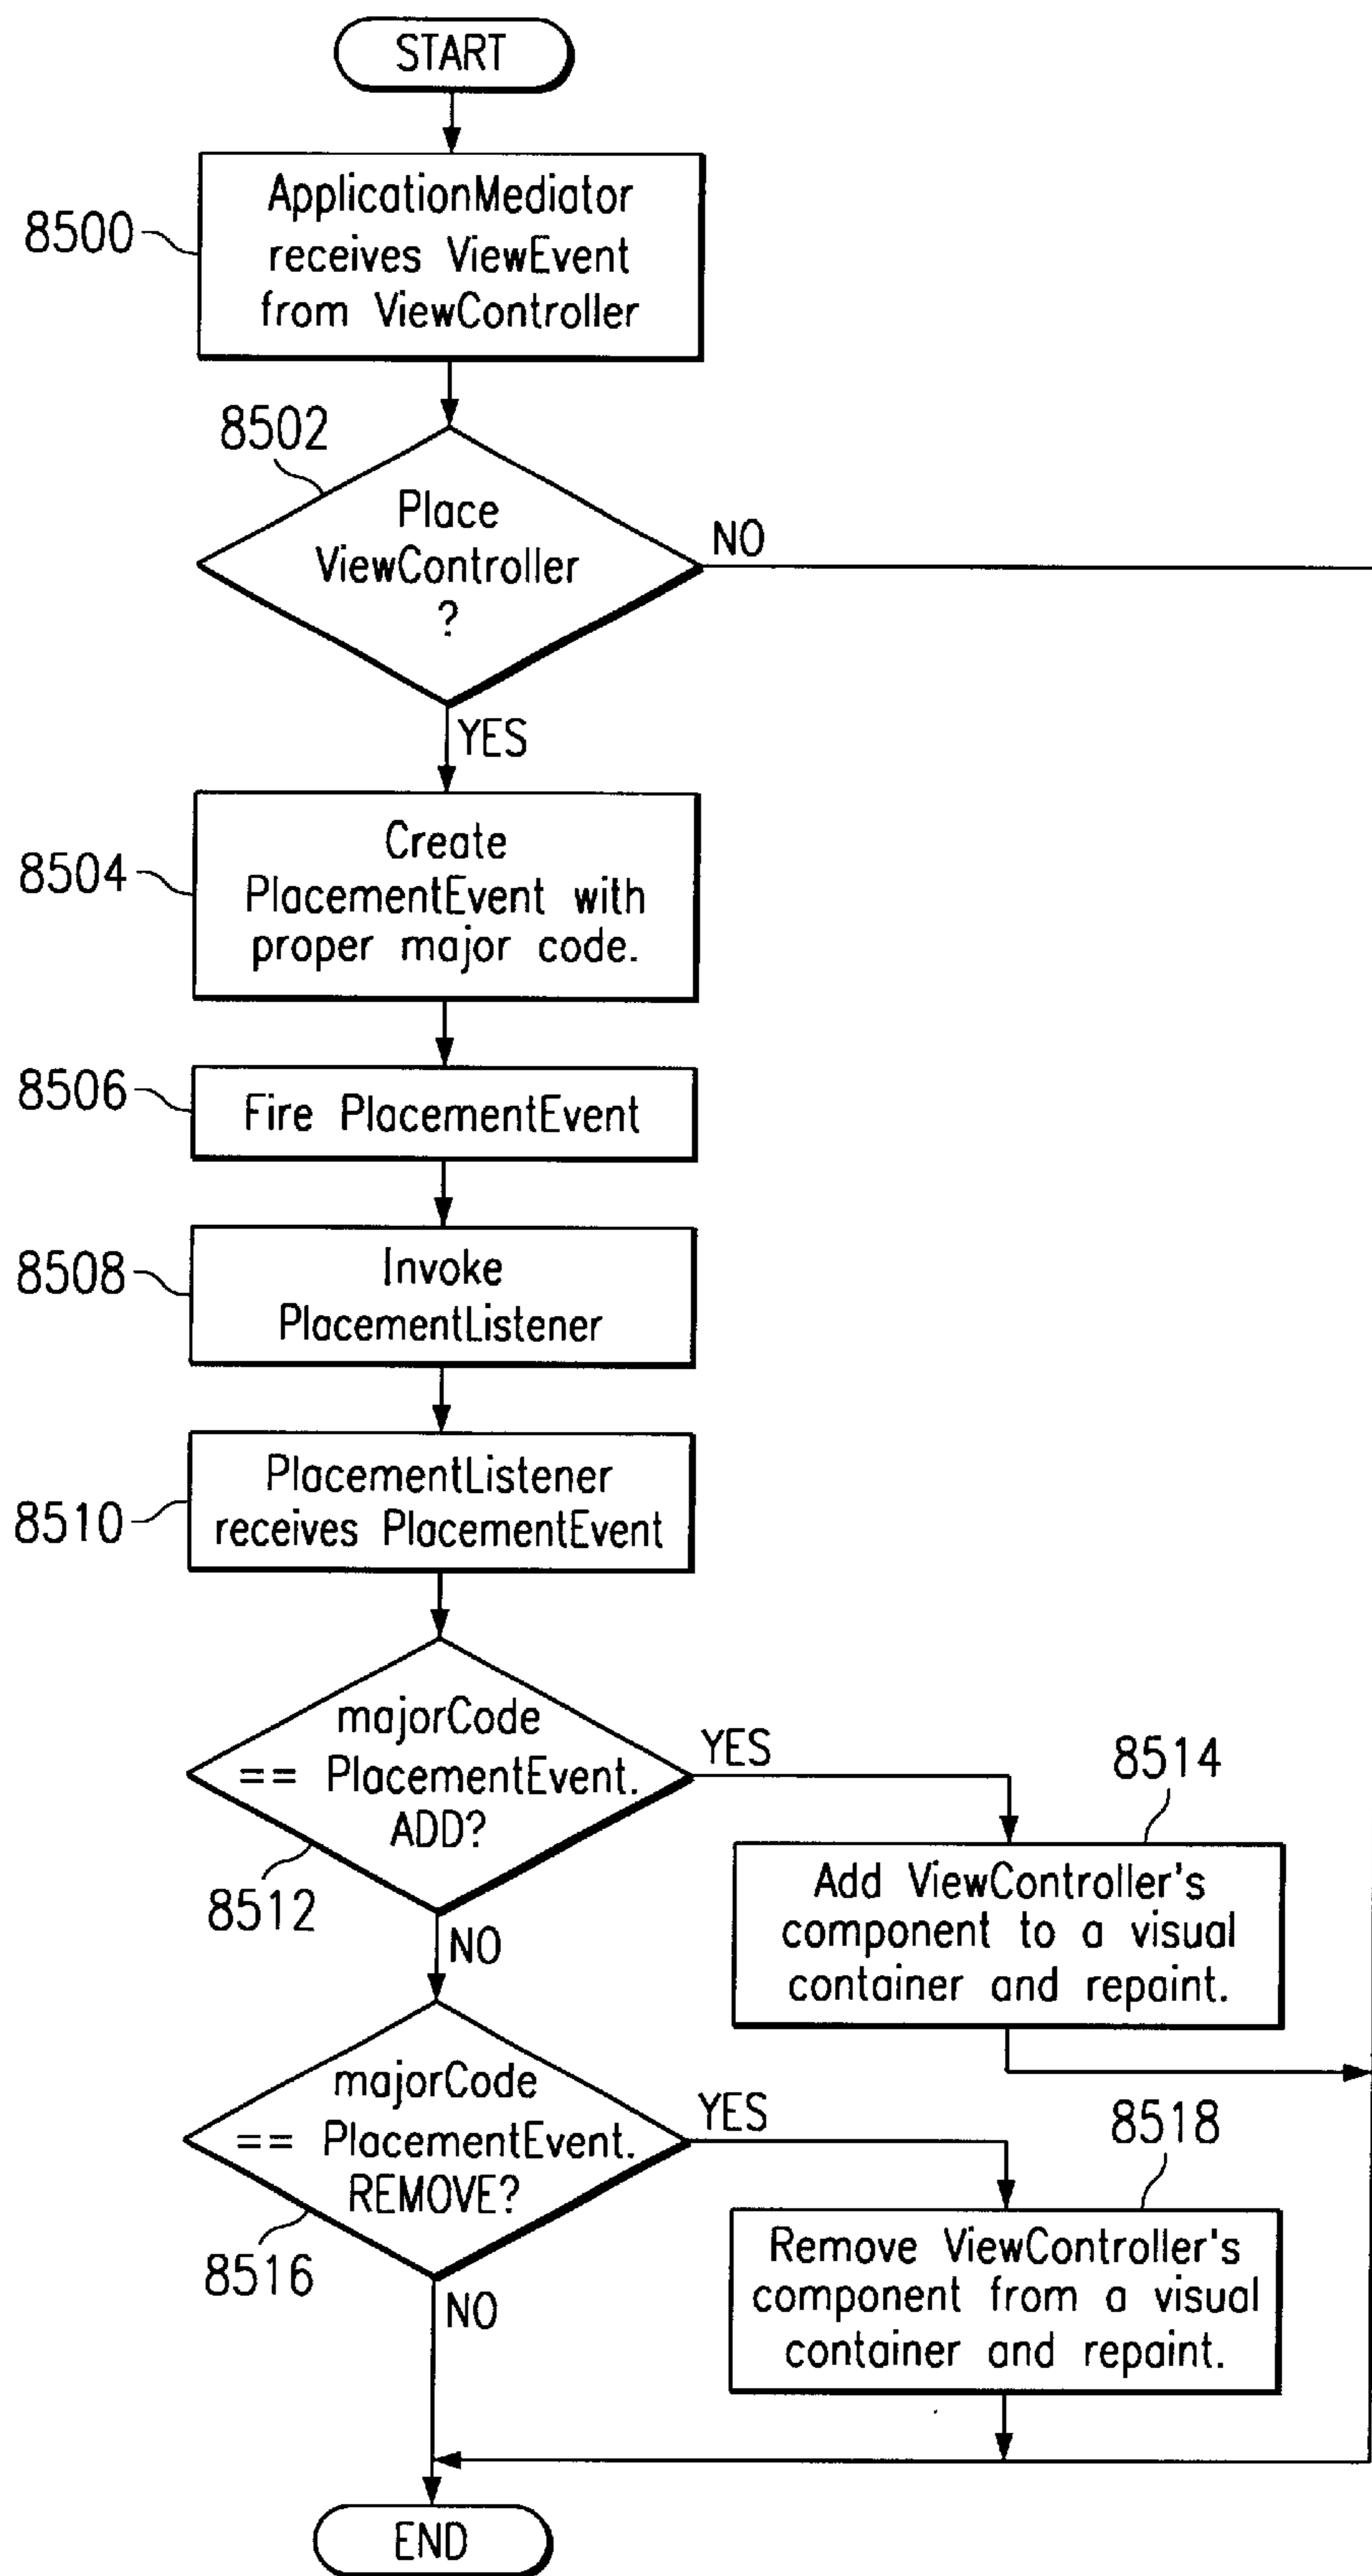 START
8500
ApplicationMediator
receives ViewEvent
from ViewController
8502
Place
ViewController
?
NO
YES
8504
Create
PlacementEvent with
proper major code.
8506
Fire PlacementEvent
8508
Invoke
PlacementListener
8510
PlacementListener
receives PlacementEvent
majorCode
== PlacementEvent.
ADD?
YES
8512
NO
8514
Add ViewController's
component to a visual
container and repaint.
majorCode
== PlacementEvent.
REMOVE?
YES
8516
NO
8518
Remove ViewController's
component from a visual
container and repaint.
END